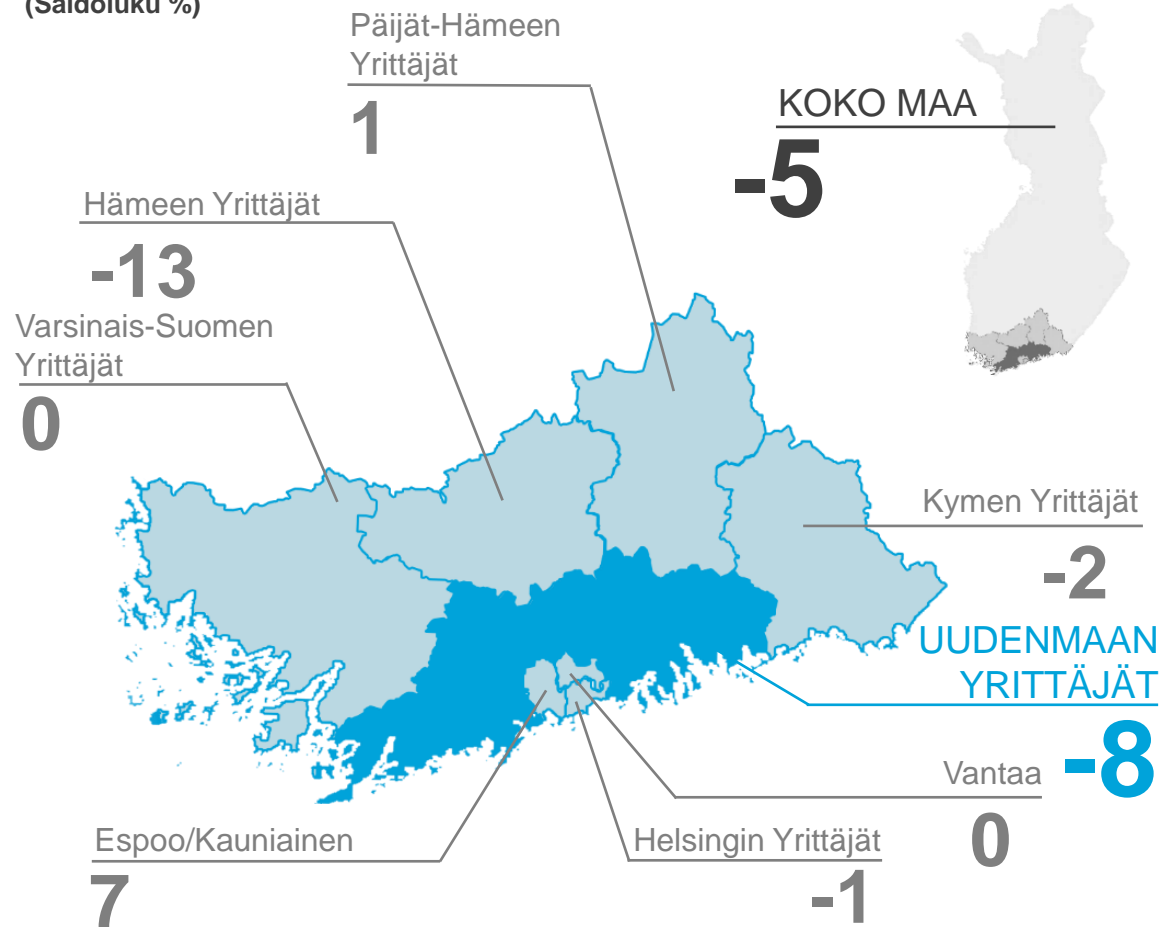 (Saldoluku %)
Päijät-Hämeen
Yrittäjät
1
KOKO MAA
-5
Hämeen Yrittäjät
-13
Varsinais-Suomen
Yrittäjät
0
Kymen Yrittäjät
-2
UUDENMAAN
YRITTÄJÄT
-8
Vantaa
0
Espoo/Kauniainen
7
Helsingin Yrittäjät
-1